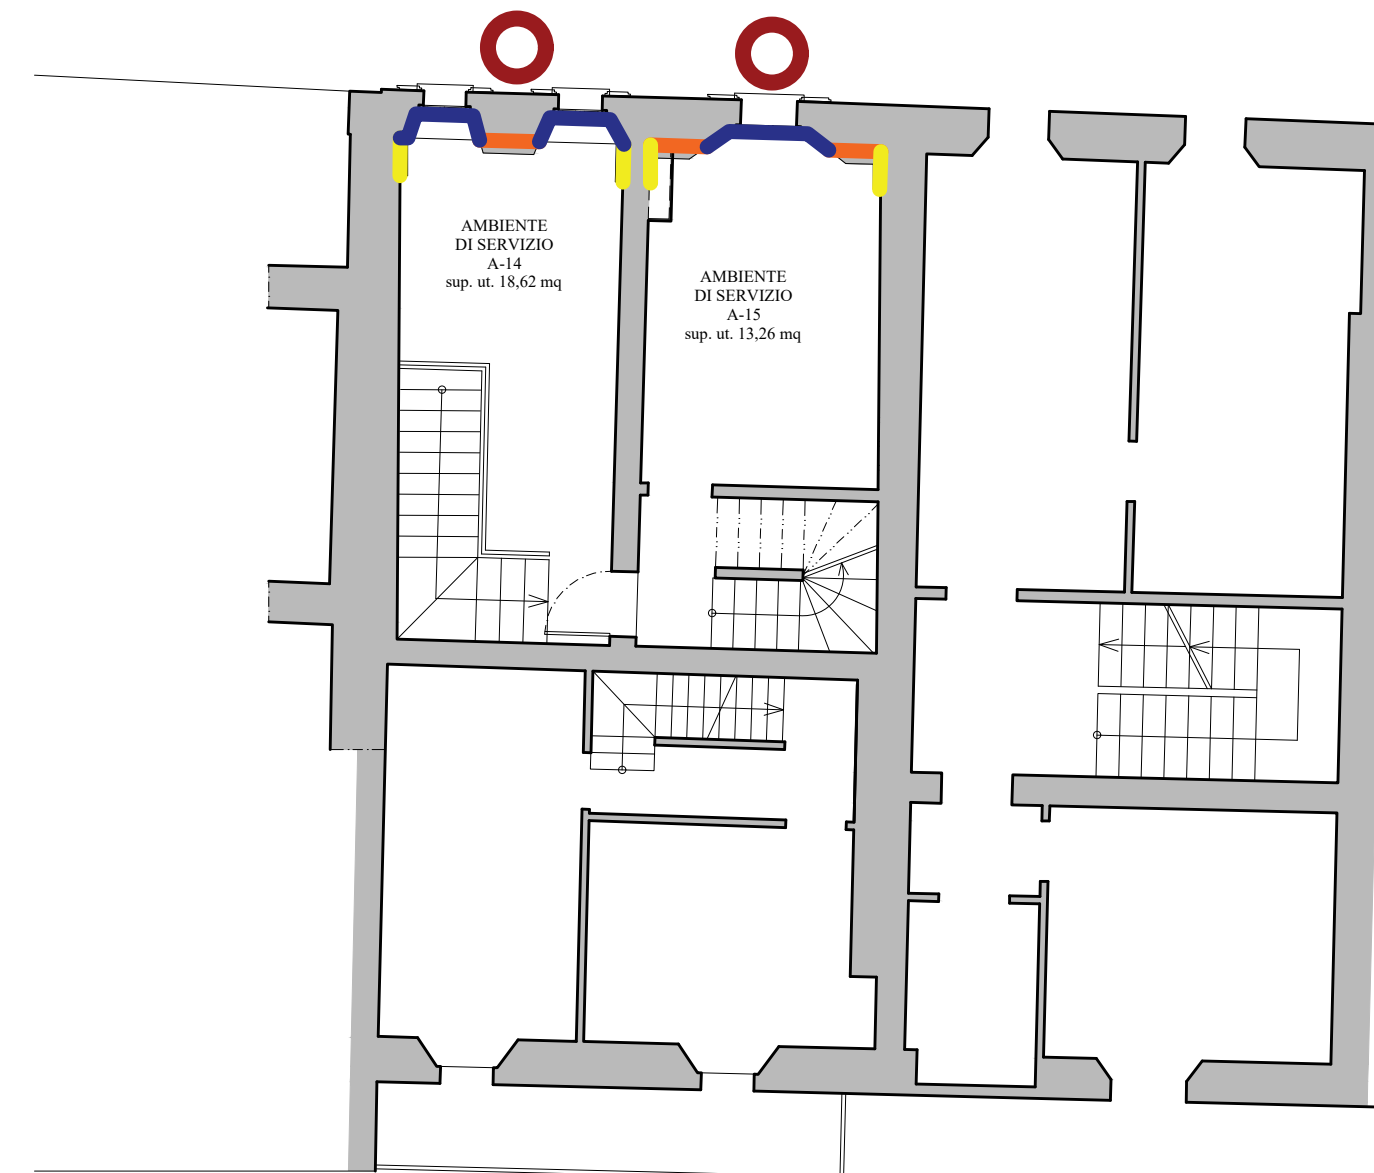 AMBIENTE
DI SERVIZIO
A-14
sup. ut. 18,62 mq
AMBIENTE
DI SERVIZIO
A-15
sup. ut. 13,26 mq